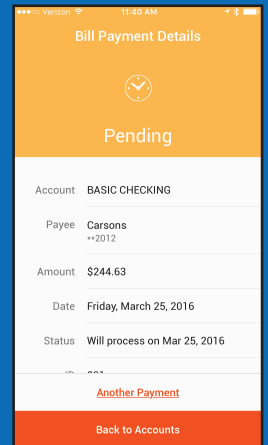 Verizon 11:40 AM
Bill Payment Details
Pending
Account BASIC CHECKING
Payee Carsons
**2012
Amount $244.63
Date Friday, March 25, 2016
Status Will process on Mar 25, 2016
Another Payment
Back to Accounts